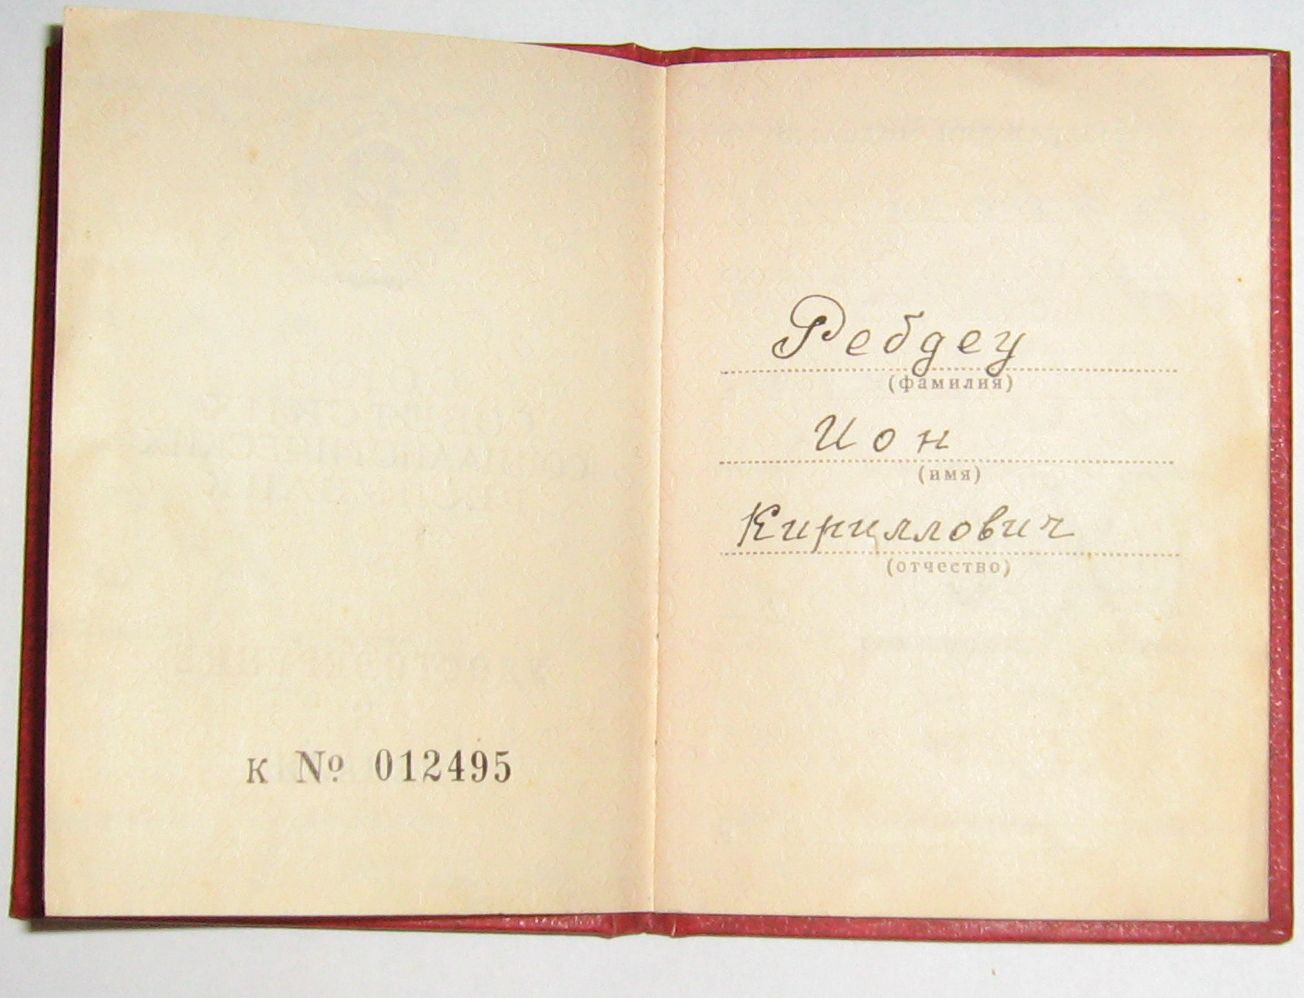 к № 012495
Ребдеу
(фамилия)
Ион
(имя)
Кириллович
(отчество)